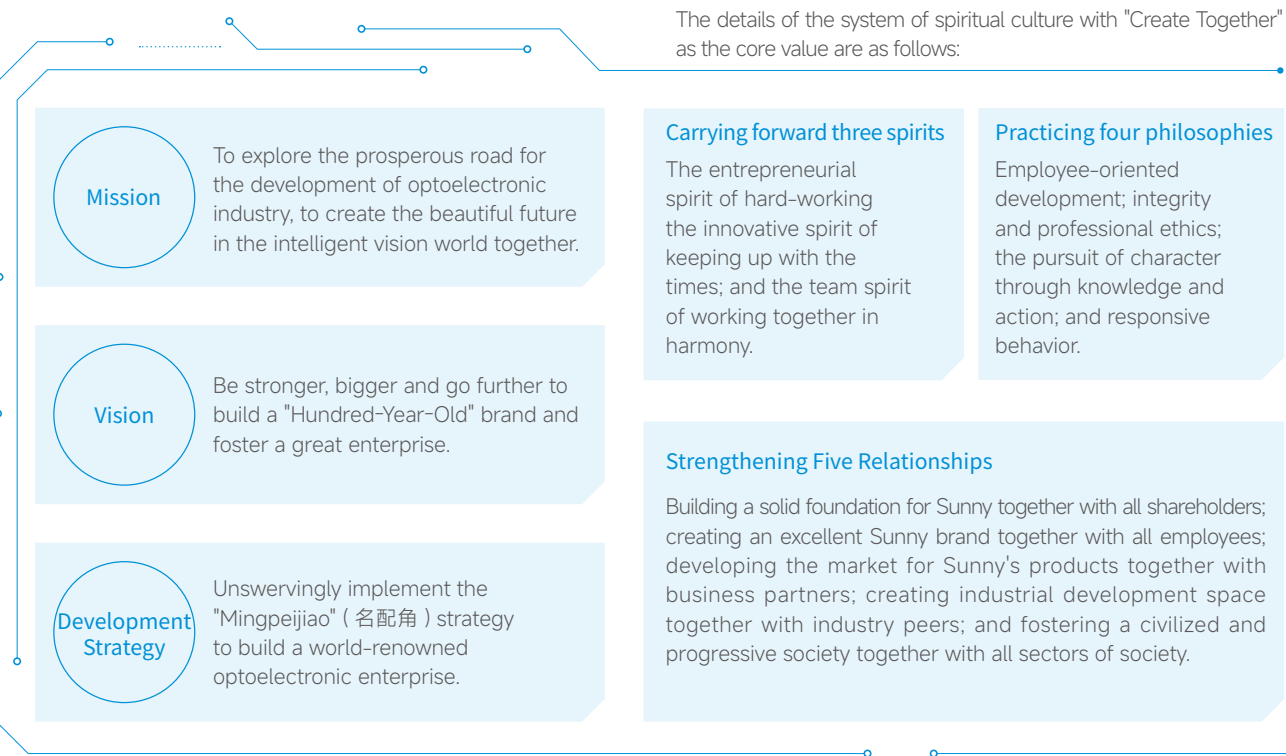 The details of the system of spiritual culture with "Create Together"
as the core value are as follows:
Mission
To explore the prosperous road for
the development of optoelectronic
industry, to create the beautiful future
in the intelligent vision world together.
Vision
Be stronger, bigger and go further to
build a "Hundred-Year-Old" brand and
foster a great enterprise.
Development
Strategy
Unswervingly implement the
"Mingpeijiao" ( 名配角 ) strategy
to build a world-renowned
optoelectronic enterprise.
Carrying forward three spirits
The entrepreneurial
spirit of hard-working
the innovative spirit of
keeping up with the
times; and the team spirit
of working together in
harmony.
Practicing four philosophies
Employee-oriented
development; integrity
and professional ethics;
the pursuit of character
through knowledge and
action; and responsive
behavior.
Strengthening Five Relationships
Building a solid foundation for Sunny together with all shareholders;
creating an excellent Sunny brand together with all employees;
developing the market for Sunny's products together with
business partners; creating industrial development space
together with industry peers; and fostering a civilized and
progressive society together with all sectors of society.